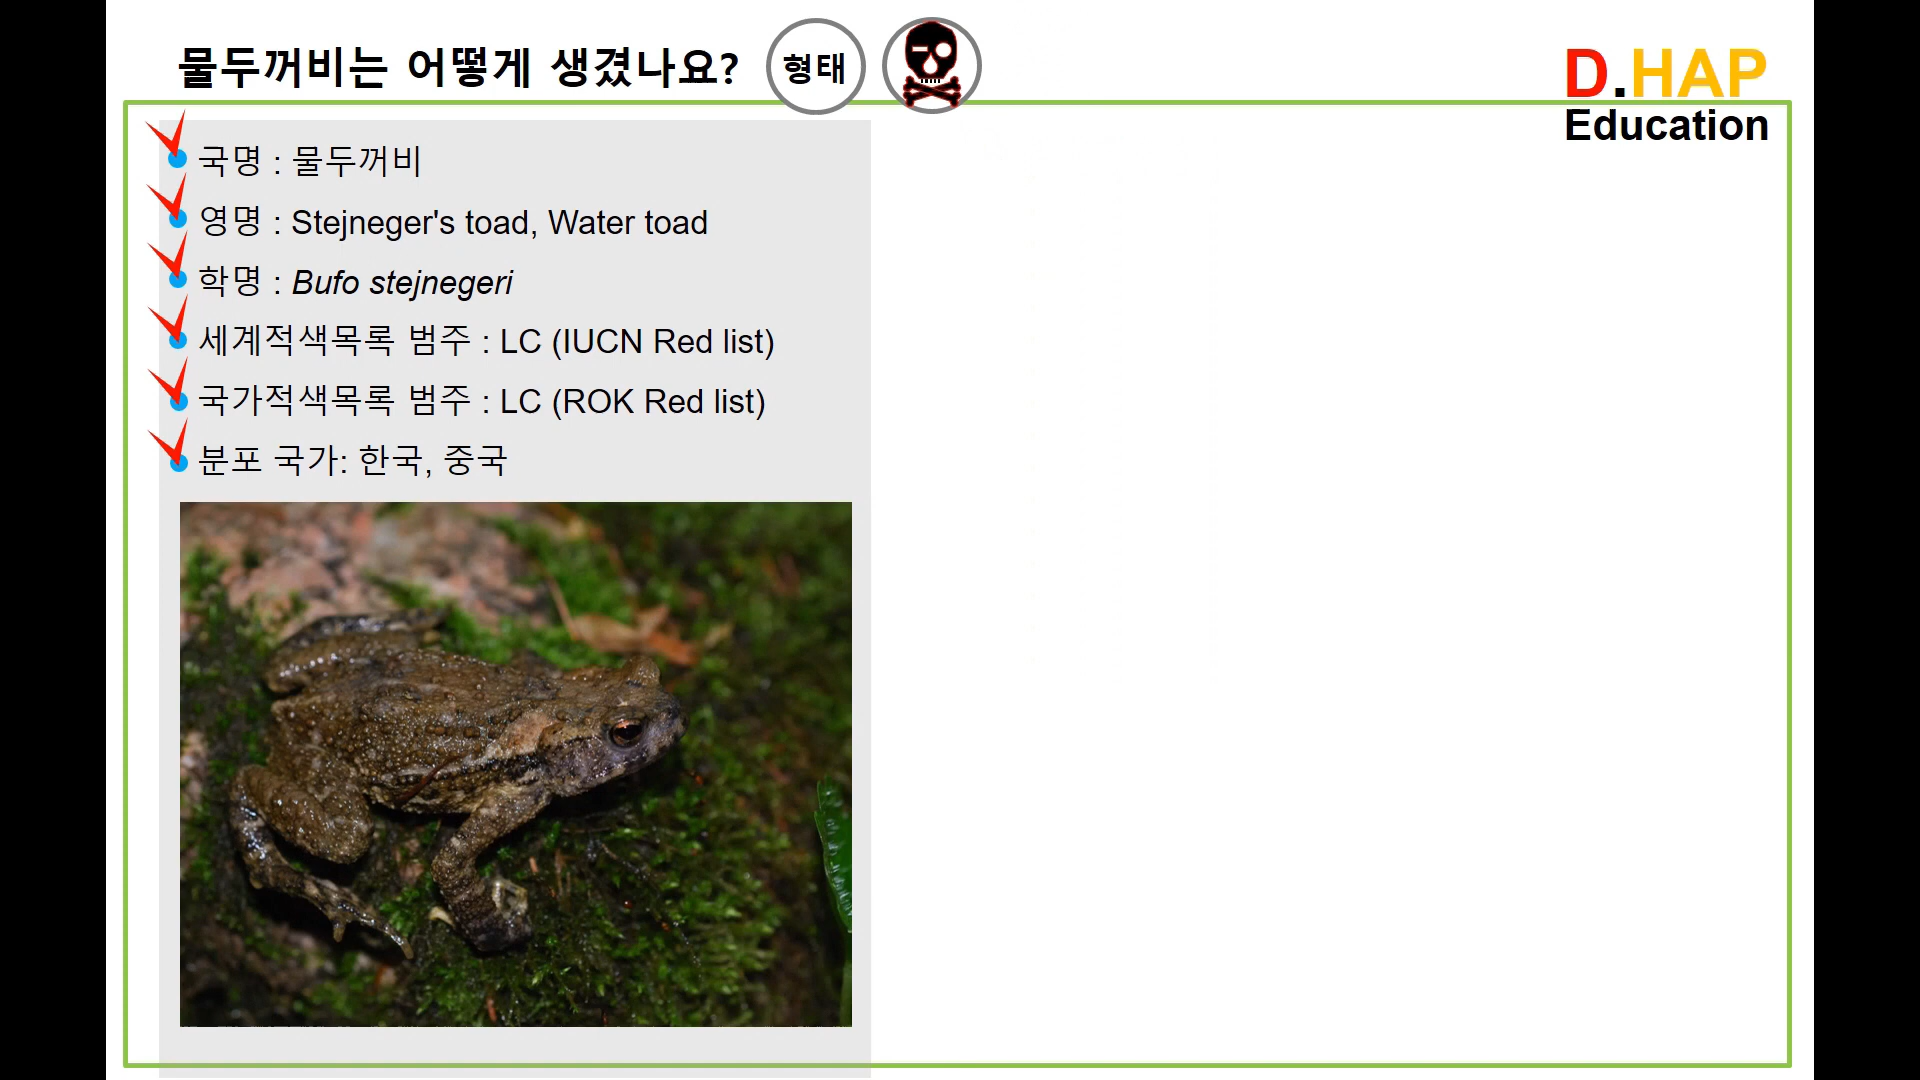 물두꺼비는 어떻게 생겼나요?
형태
D.HAP
Education
국명 : 물두꺼비
영명 : Stejneger's toad, Water toad
학명 : Bufo stejnegeri
세계적색목록 범주 : LC (IUCN Red list)
국가적색목록 범주 : LC (ROK Red list)
분포 국가: 한국, 중국